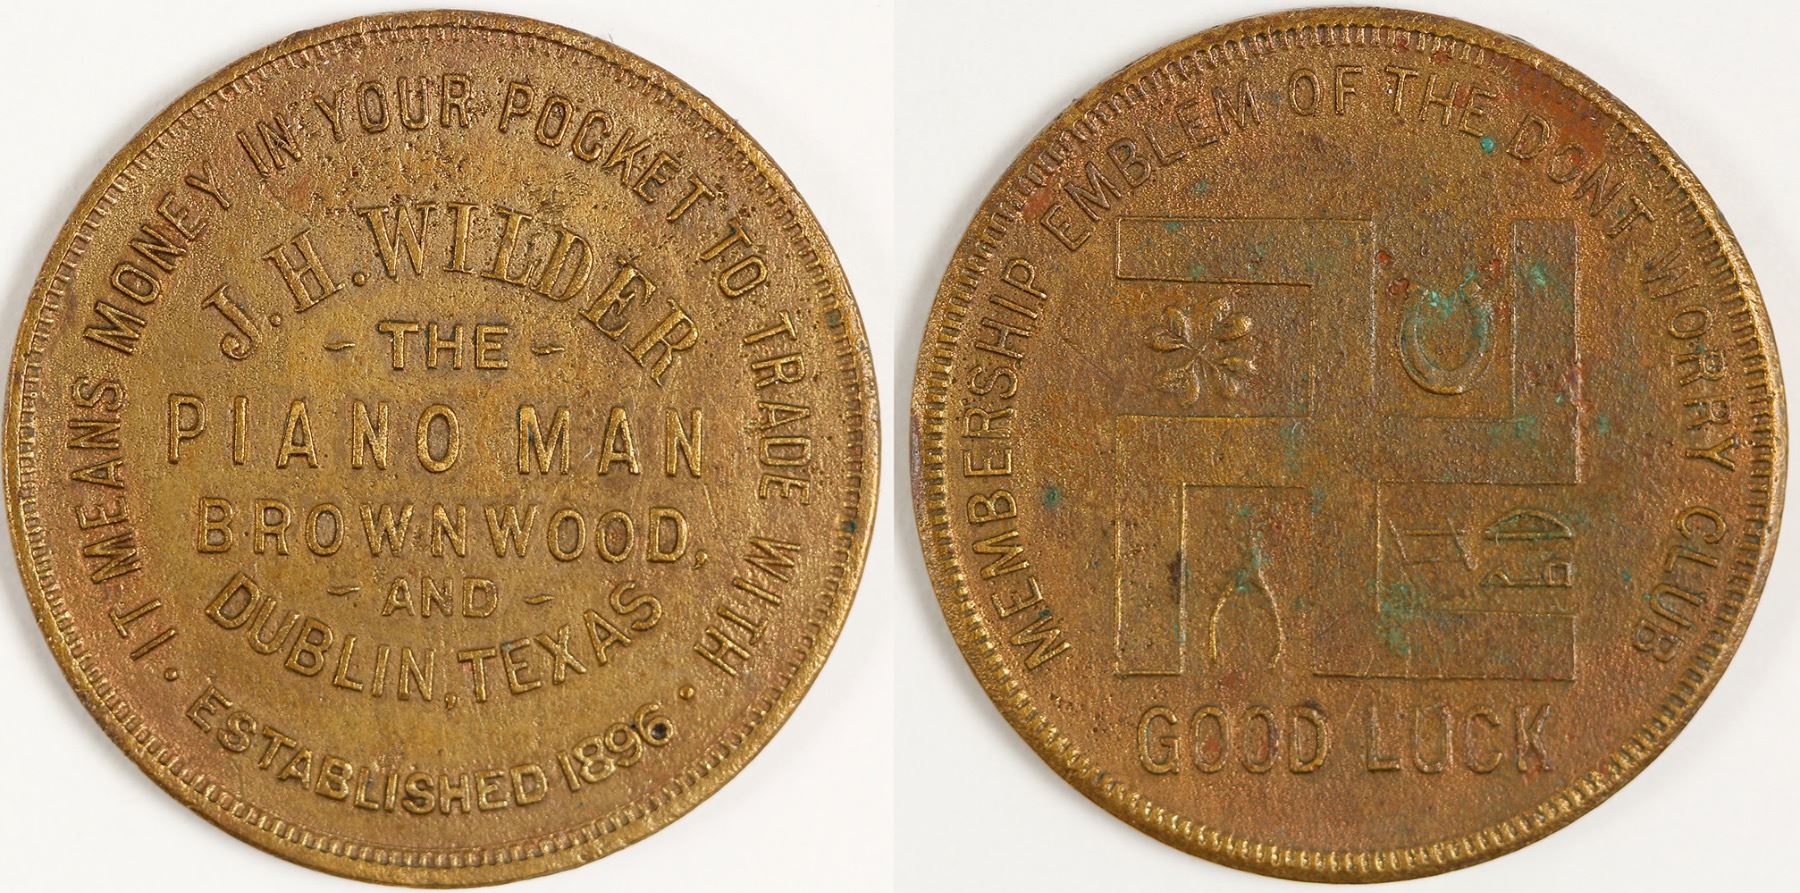 IT MEANS MONEY IN YOUR POCKET TO TRADE WITH
J. H. WILDER
- THE -
PIANO MAN
BROWNWOOD,
- AND -
DUBLIN, TEXAS
• ESTABLISHED 1896 •
MEMBERSHIP EMBLEM OF THE DONT WORRY CLUB
GOOD LUCK